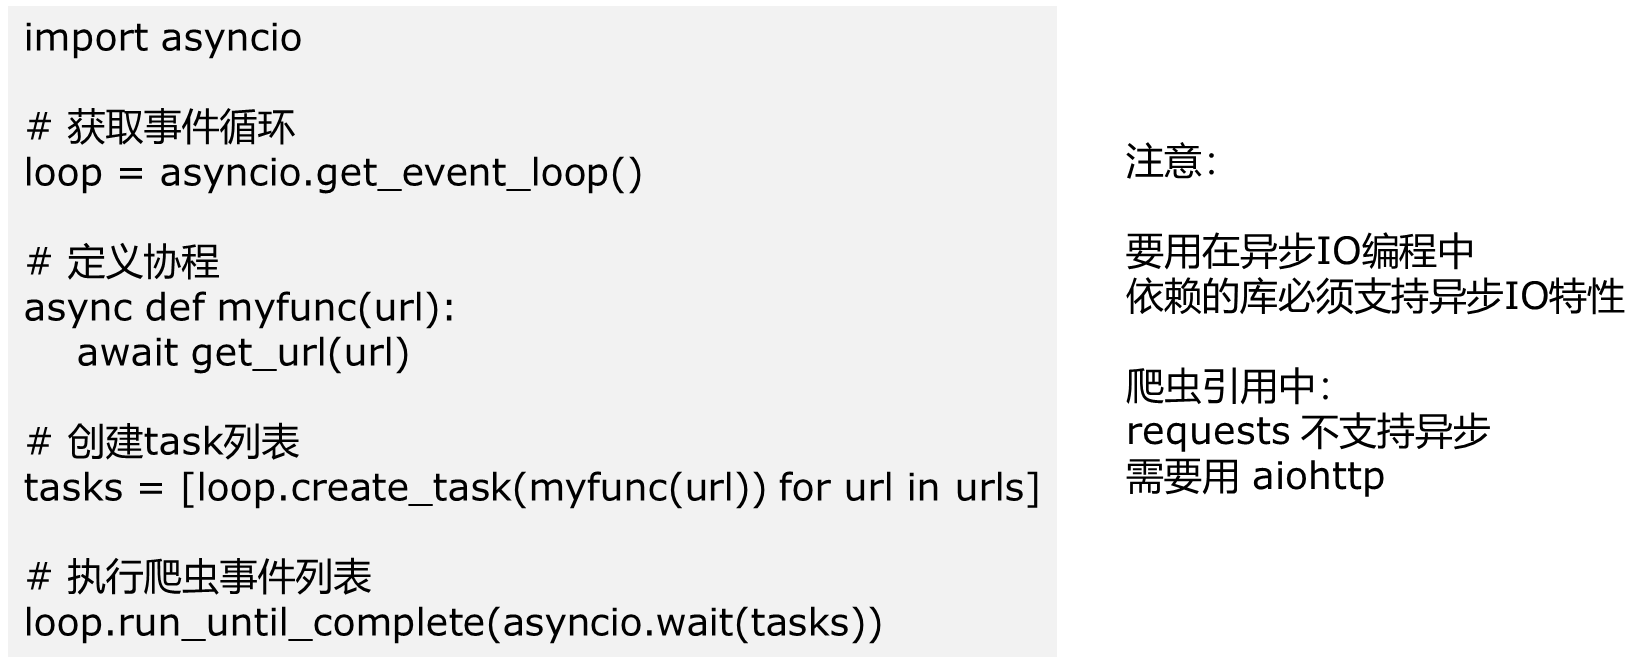 import asyncio
# 获取事件循环
loop = asyncio.get_event_loop()
# 定义协程
async def myfunc(url):
    await get_url(url)
# 创建task列表
tasks = [loop.create_task(myfunc(url)) for url in urls]
# 执行爬虫事件列表
loop.run_until_complete(asyncio.wait(tasks))
注意：
要用在异步IO编程中
依赖的库必须支持异步IO特性
爬虫引用中：
requests 不支持异步
需要用 aiohttp